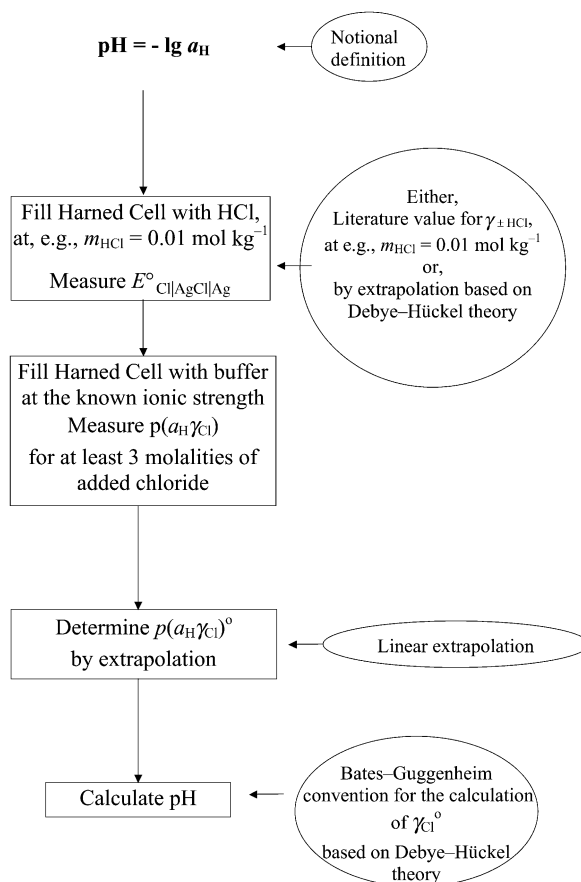 pH = - lg aH
Notional
definition
Fill Harned Cell with HCl,
at, e.g., mHCl = 0.01 mol kg–1
Measure E°Cl|AgCl|Ag
Either,
Literature value for γ±HCl,
at e.g., mHCl = 0.01 mol kg–1
or,
by extrapolation based on
Debye–Hückel theory
Fill Harned Cell with buffer
at the known ionic strength
Measure p(aHγCl)
for at least 3 molalities of
added chloride
Determine p(aHγCl)o
by extrapolation
Linear extrapolation
Calculate pH
Bates–Guggenheim
convention for the calculation
of γClo
based on Debye–Hückel
theory